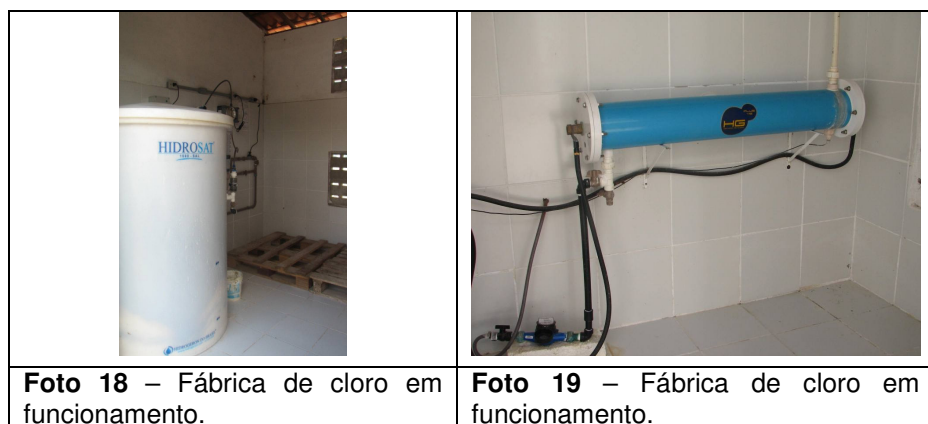 HIDROSAT
HG
Foto 18 – Fábrica de cloro em
funcionamento.
Foto 19 – Fábrica de cloro em
funcionamento.